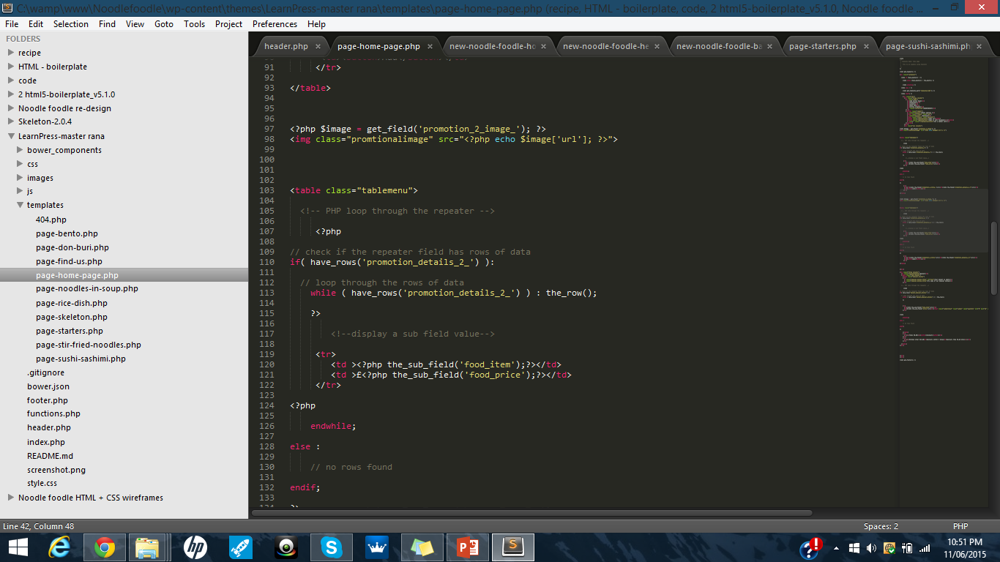 C:\wamp\www\Noodlefoodle\wp-content\themes\LearnPress-master rana\templates\page-home-page.php (recipe, HTML - boilerplate, code, 2 html5-boilerplate_v5.1.0, Noodle foodle ...
File Edit Selection Find View Goto Tools Project Preferences Help
FOLDERS
recipe
HTML - boilerplate
code
2 html5-boilerplate_v5.1.0
Noodle foodle re-design
Skeleton-2.0.4
LearnPress-master rana
bower_components
css
images
js
templates
404.php
page-bento.php
page-don-buri.php
page-find-us.php
page-home-page.php
page-noodles-in-soup.php
page-rice-dish.php
page-skeleton.php
page-starters.php
page-stir-fried-noodles.php
page-sushi-sashimi.php
.gitignore
bower.json
footer.php
functions.php
header.php
index.php
README.md
screenshot.png
style.css
Noodle foodle HTML + CSS wireframes
header.php page-home-page.php new-noodle-foodle-ho new-noodle-foodle-he new-noodle-foodle-ba page-starters.php page-sushi-sashimi.ph
91 </tr>
92
93 </table>
94
95
96
97 <?php $image = get_field('promotion_2_image_'); ?>
98 <img class="promtionalimage" src="<?php echo $image['url']; ?>">
99
100
101
102
103 <table class="tablemenu">
104
105 <!-- PHP loop through the repeater -->
106
107 <?php
108
109 // check if the repeater field has rows of data
110 if( have_rows('promotion_details_2_') ):
111
112 // loop through the rows of data
113 while ( have_rows('promotion_details_2_') ) : the_row();
114
115 ?>
116
117 <!--display a sub field value-->
118
119 <tr>
120 <td ><?php the_sub_field('food_item');?></td>
121 <td >£<?php the_sub_field('food_price');?></td>
122 </tr>
123
124 <?php
125
126 endwhile;
127
128 else :
129
130 // no rows found
131
132 endif;
133
Line 42, Column 48 Spaces: 2 PHP
10:51 PM
11/06/2015